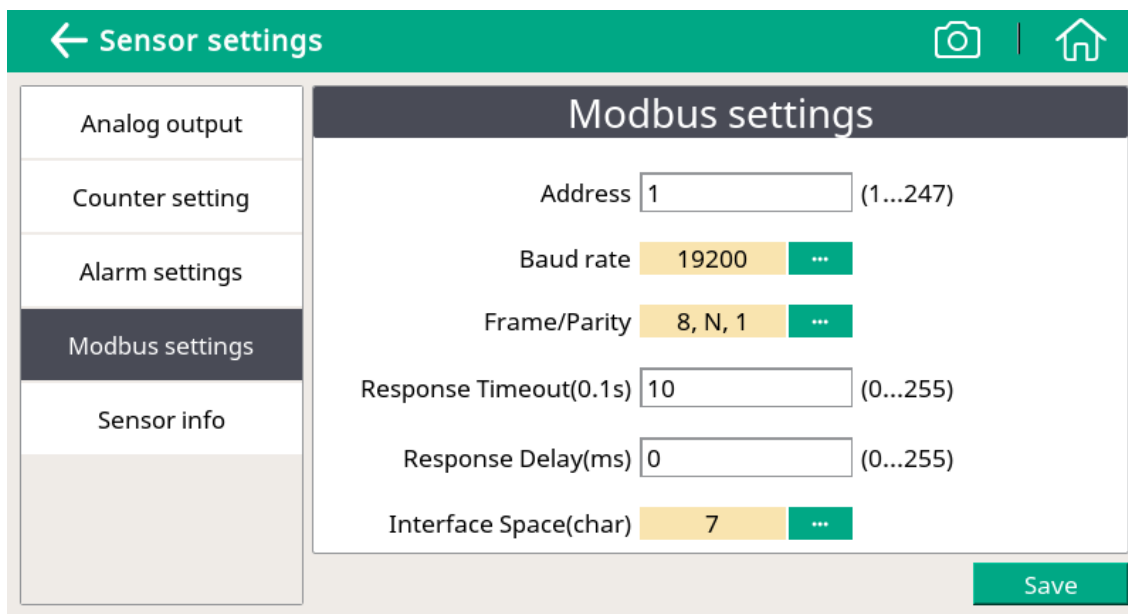 Sensor settings
Analog output
Counter setting
Alarm settings
Modbus settings
Sensor info
Modbus settings
Address 1 (1...247)
Baud rate 19200 ...
Frame/Parity 8, N, 1 ...
Response Timeout(0.1s) 10 (0...255)
Response Delay(ms) 0 (0...255)
Interface Space(char) 7 ...
Save